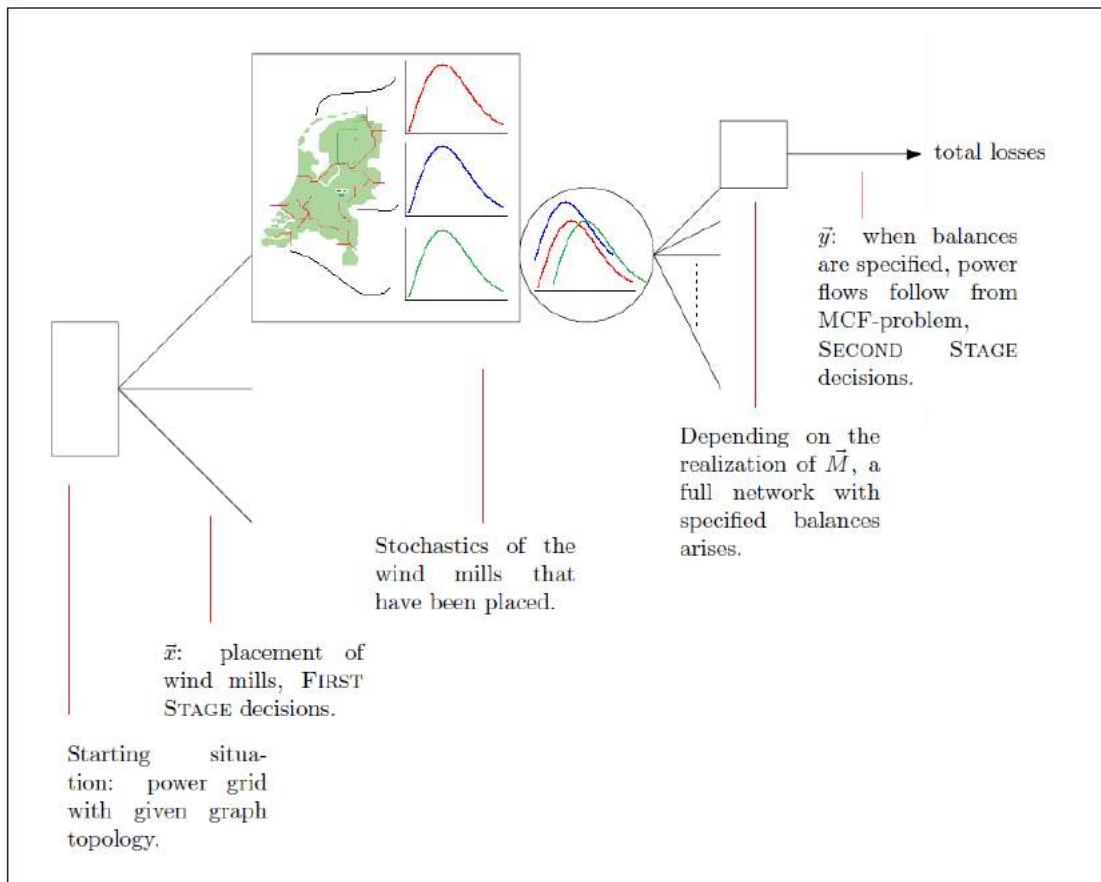 total losses
y⃗: when balances
are specified, power
flows follow from
MCF-problem,
SECOND STAGE
decisions.
Depending on the
realization of M⃗, a
full network with
specified balances
arises.
Stochastics of the
wind mills that
have been placed.
x⃗: placement of
wind mills, FIRST
STAGE decisions.
Starting situa-
tion: power grid
with given graph
topology.